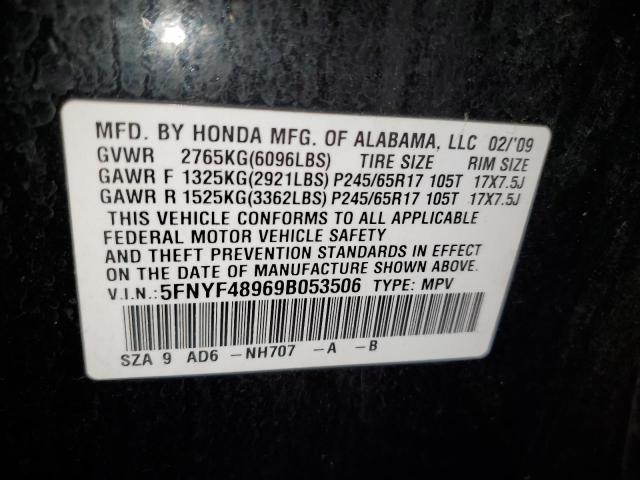 MFD. BY HONDA MFG. OF ALABAMA, LLC 02/'09
GVWR 2765KG(6096LBS) TIRE SIZE RIM SIZE
GAWR F 1325KG(2921LBS) P245/65R17 105T 17X7.5J
GAWR R 1525KG(3362LBS) P245/65R17 105T 17X7.5J
THIS VEHICLE CONFORMS TO ALL APPLICABLE
FEDERAL MOTOR VEHICLE SAFETY
AND THEFT PREVENTION STANDARDS IN EFFECT
ON THE DATE OF MANUFACTURE SHOWN ABOVE.
V.I.N.:5FNYF48969B053506 TYPE: MPV
SZA 9 AD6 -NH707 -A -B